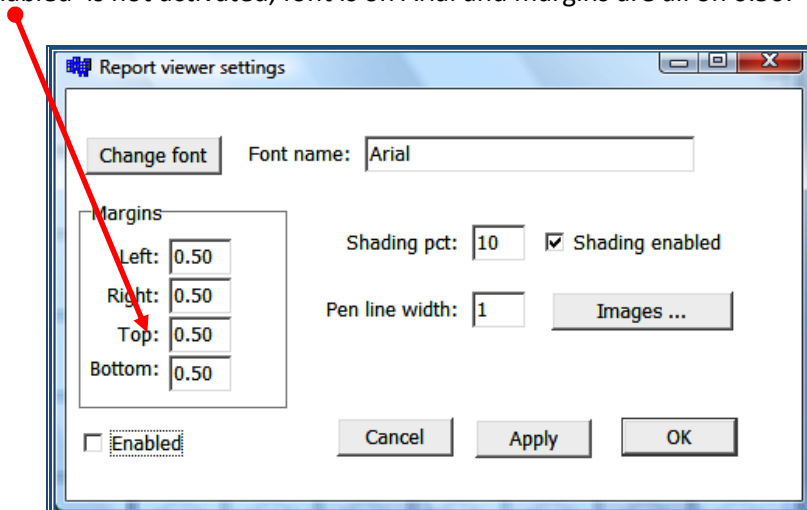 is not activated, font is on Arial and margins are all on 0.50.
Report viewer settings
Change font Font name: Arial
Margins
Left: 0.50
Right: 0.50
Top: 0.50
Bottom: 0.50
Shading pct: 10 Shading enabled
Pen line width: 1 Images ...
Enabled
Cancel Apply OK